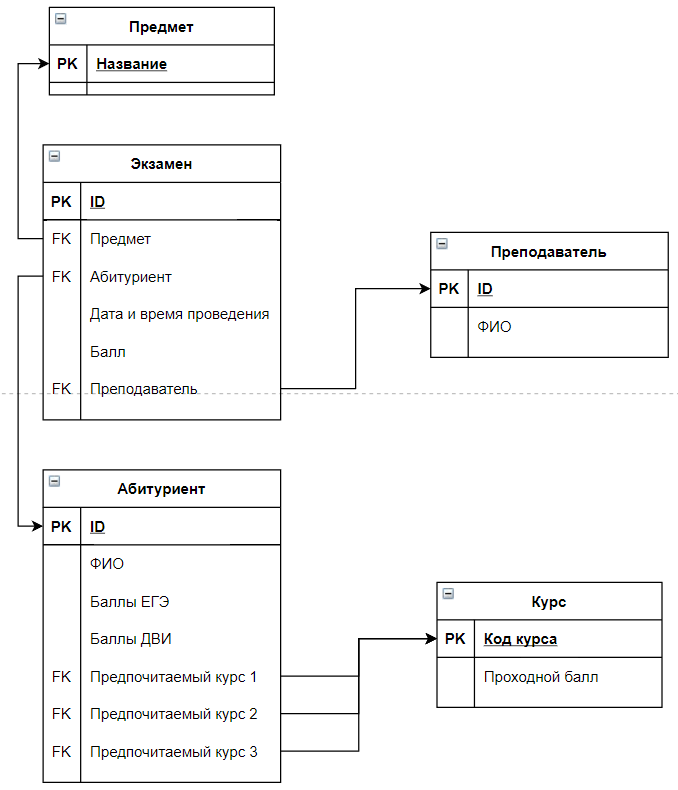 Предмет
PK Название
Экзамен
PK ID
FK Предмет
FK Абитуриент
Дата и время проведения
Балл
FK Преподаватель
Преподаватель
PK ID
ФИО
Абитуриент
PK ID
ФИО
Баллы ЕГЭ
Баллы ДВИ
FK Предпочитаемый курс 1
FK Предпочитаемый курс 2
FK Предпочитаемый курс 3
Курс
PK Код курса
Проходной балл